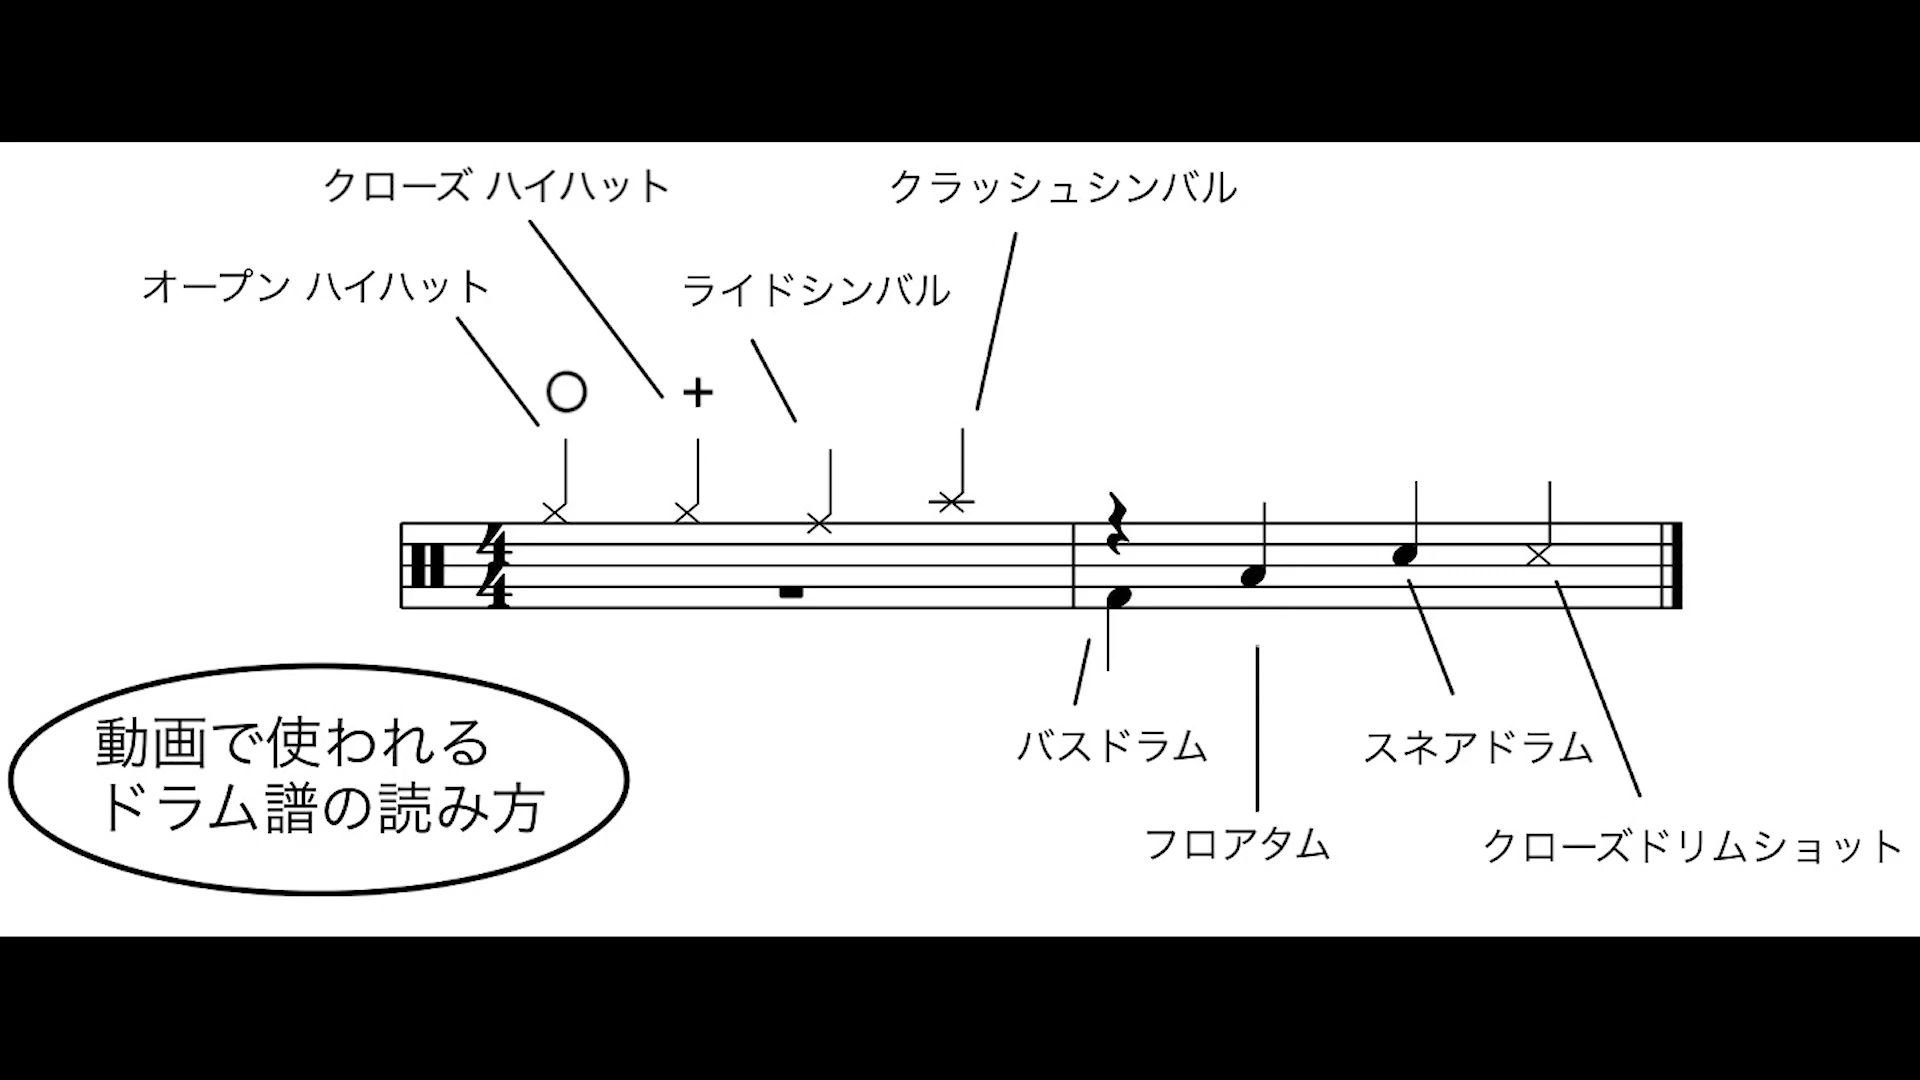 クローズ ハイハット
クラッシュシンバル
オープン ハイハット
ライドシンバル
○
+
4
4
バスドラム
スネアドラム
フロアタム
クローズドリムショット
動画で使われる
ドラム譜の読み方